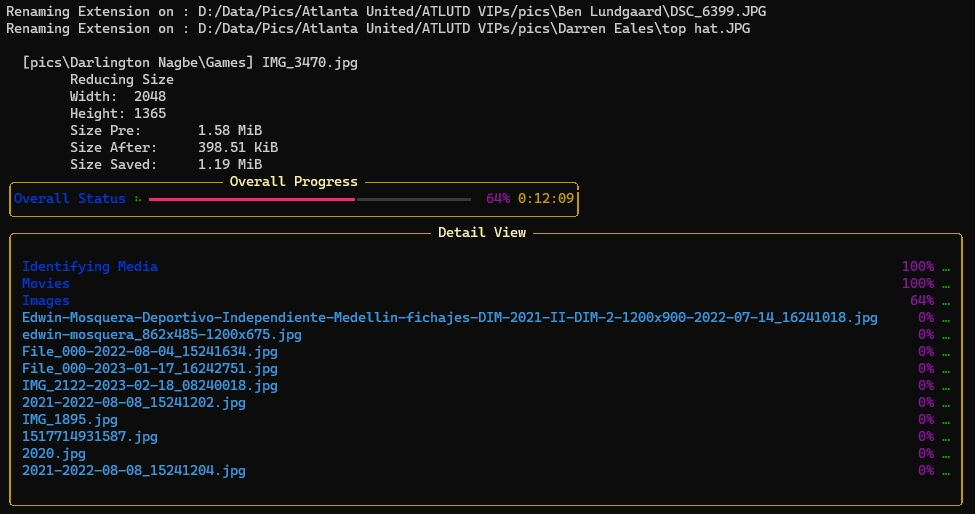 Renaming Extension on : D:/Data/Pics/Atlanta United/ATLUTD VIPs/pics\Ben Lundgaard\DSC_6399.JPG
Renaming Extension on : D:/Data/Pics/Atlanta United/ATLUTD VIPs/pics\Darren Eales\top hat.JPG
[pics\Darlington Nagbe\Games] IMG_3470.jpg
Reducing Size
Width: 2048
Height: 1365
Size Pre: 1.58 MiB
Size After: 398.51 KiB
Size Saved: 1.19 MiB
Overall Progress
Overall Status 64% 0:12:09
Detail View
Identifying Media 100% …
Movies 100% …
Images 64% …
Edwin-Mosquera-Deportivo-Independiente-Medellin-fichajes-DIM-2021-II-DIM-2-1200x900-2022-07-14_16241018.jpg 0% …
edwin-mosquera_862x485-1200x675.jpg 0% …
File_000-2022-08-04_15241634.jpg 0% …
File_000-2023-01-17_16242751.jpg 0% …
IMG_2122-2023-02-18_08240018.jpg 0% …
2021-2022-08-08_15241202.jpg 0% …
IMG_1895.jpg 0% …
1517714931587.jpg 0% …
2020.jpg 0% …
2021-2022-08-08_15241204.jpg 0% …